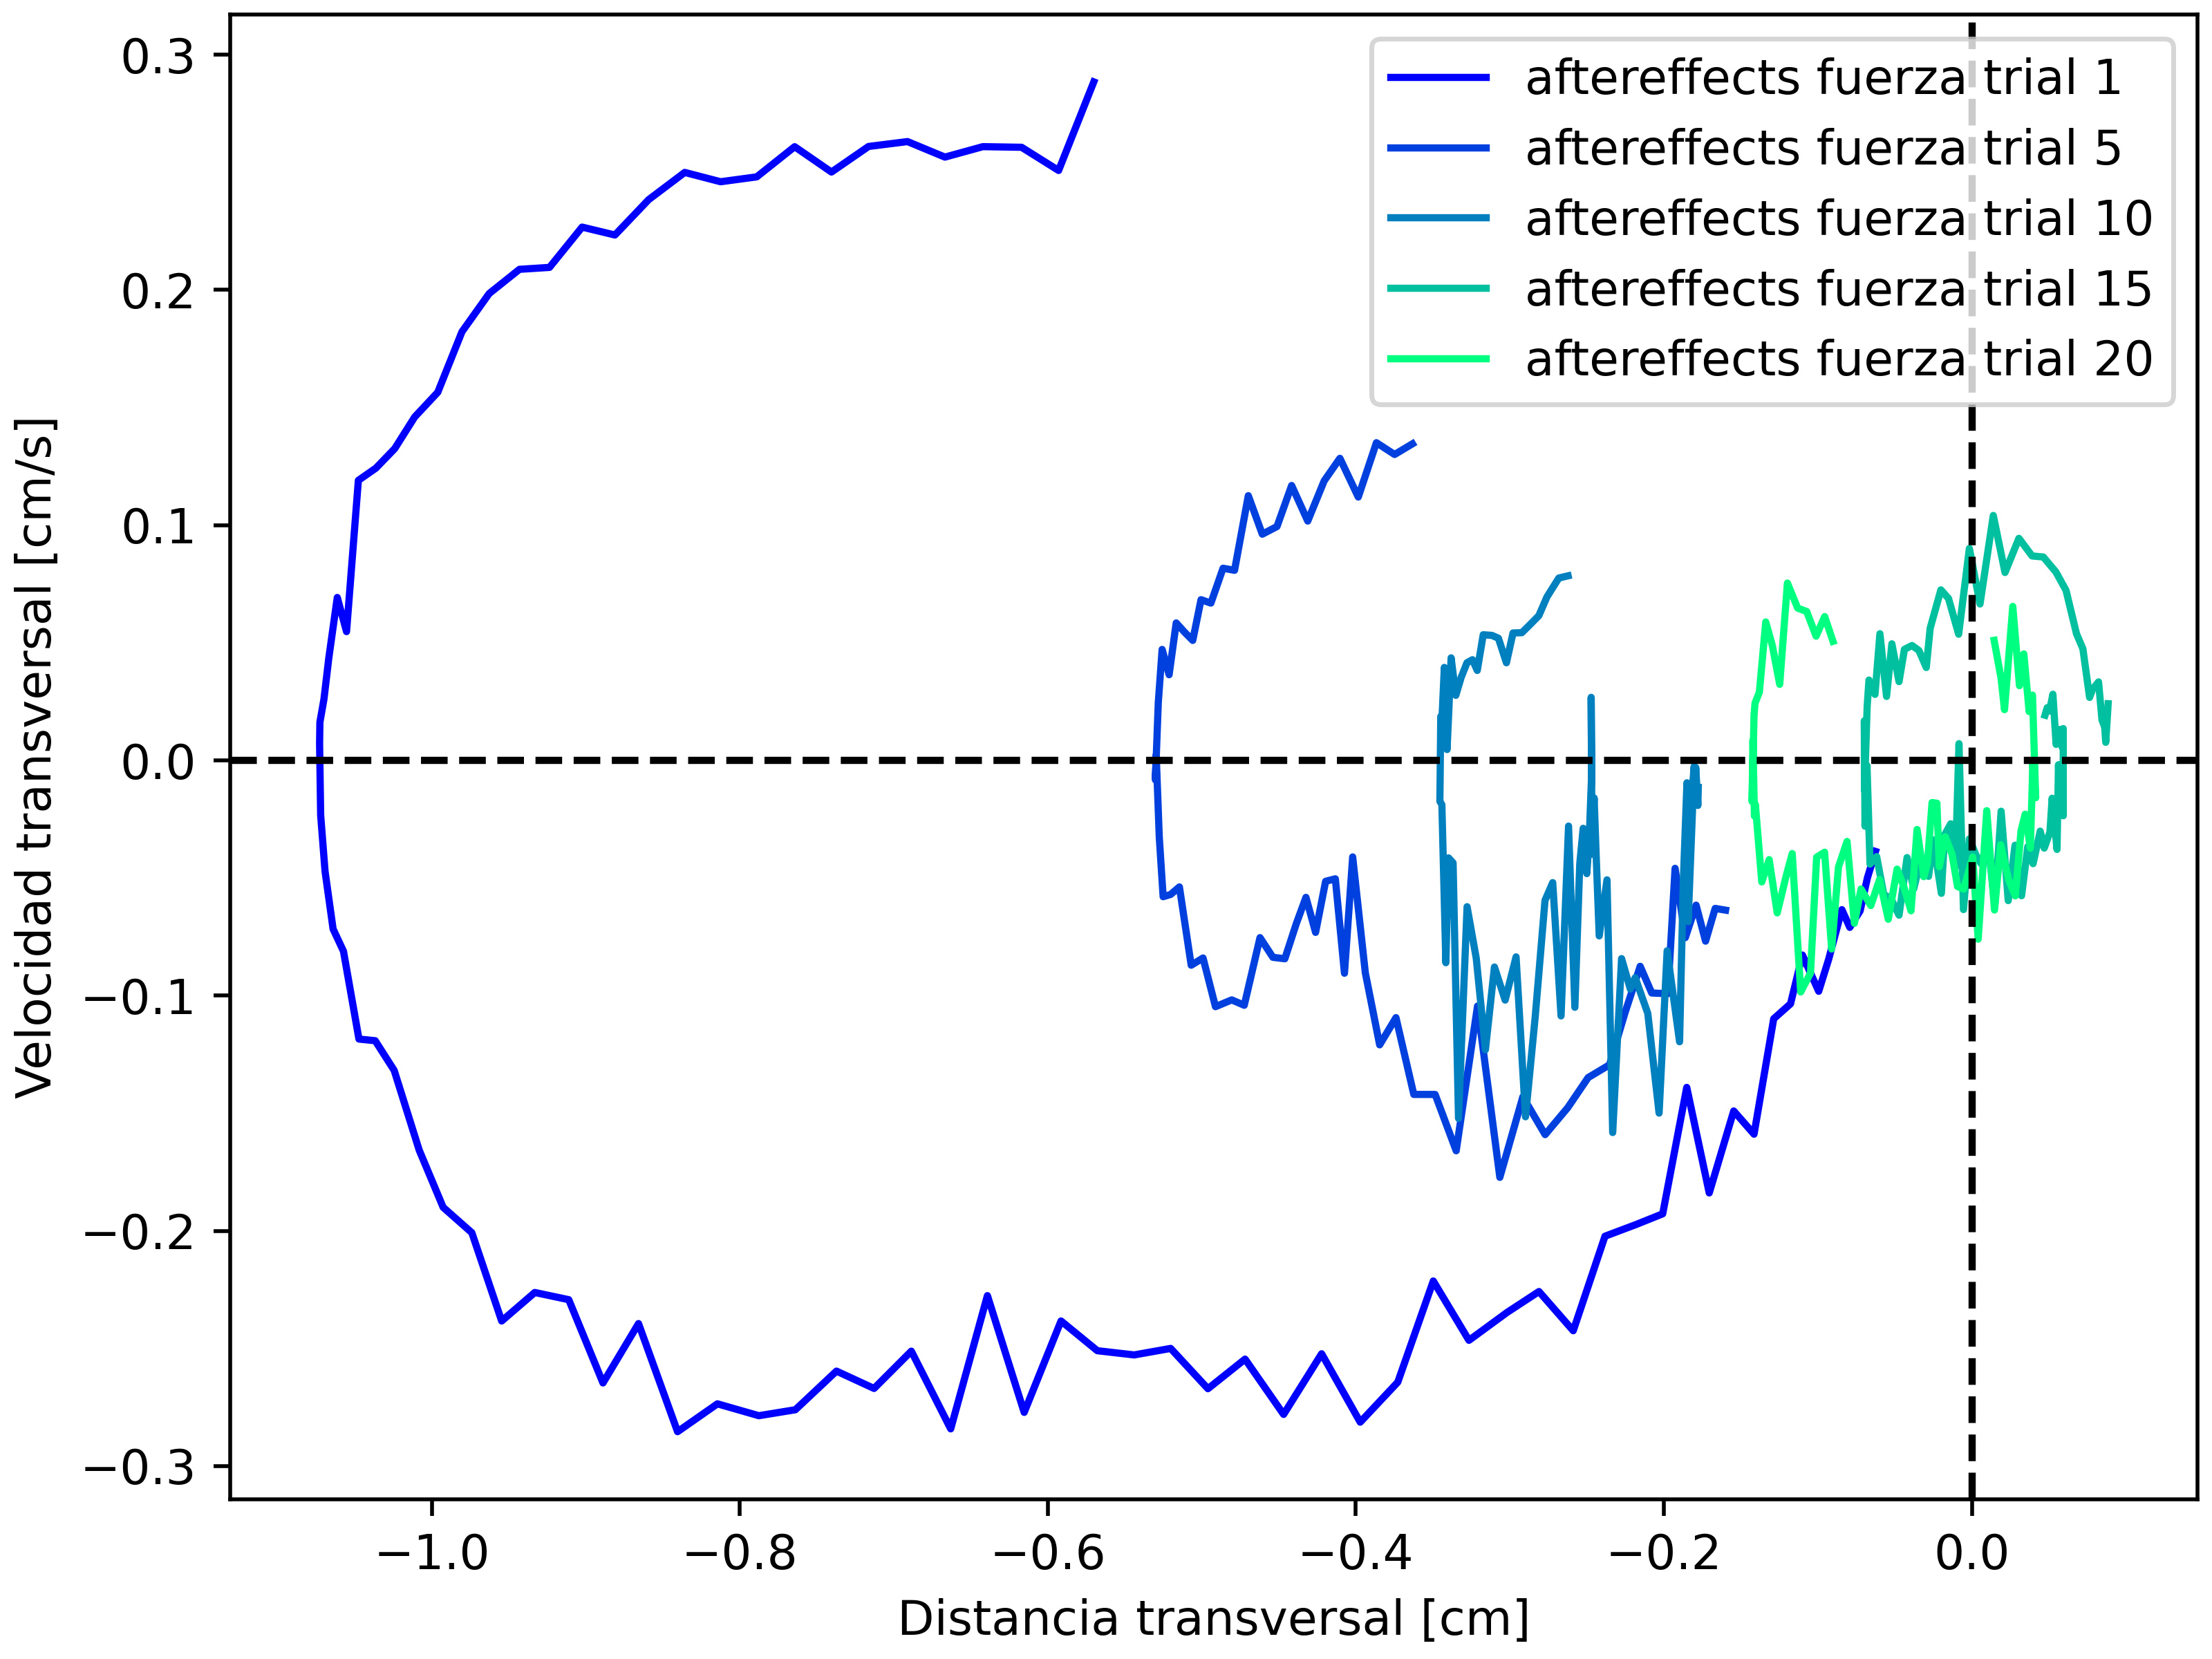 0.3
0.2
0.1
0.0
−0.1
−0.2
−0.3
Velocidad transversal [cm/s]
aftereffects fuerza trial 1
aftereffects fuerza trial 5
aftereffects fuerza trial 10
aftereffects fuerza trial 15
aftereffects fuerza trial 20
−1.0 −0.8 −0.6 −0.4 −0.2 0.0
Distancia transversal [cm]